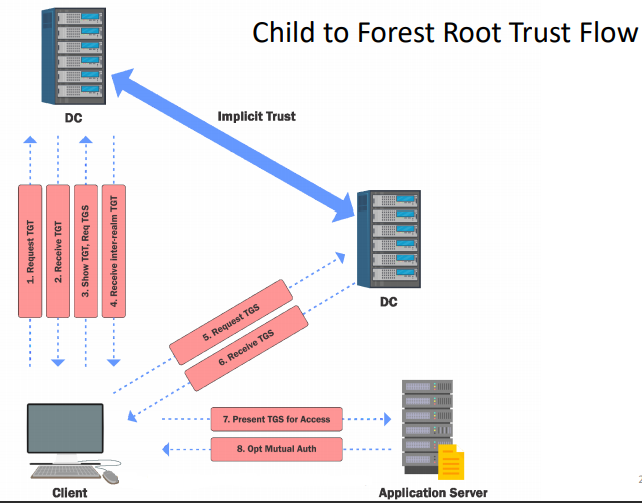 Child to Forest Root Trust Flow
DC
Implicit Trust
1. Request TGT
2. Receive TGT
3. Show TGT, Req TGS
4. Receive inter-realm TGT
DC
5. Request TGS
6. Receive TGS
7. Present TGS for Access
8. Opt Mutual Auth
Client
Application Server